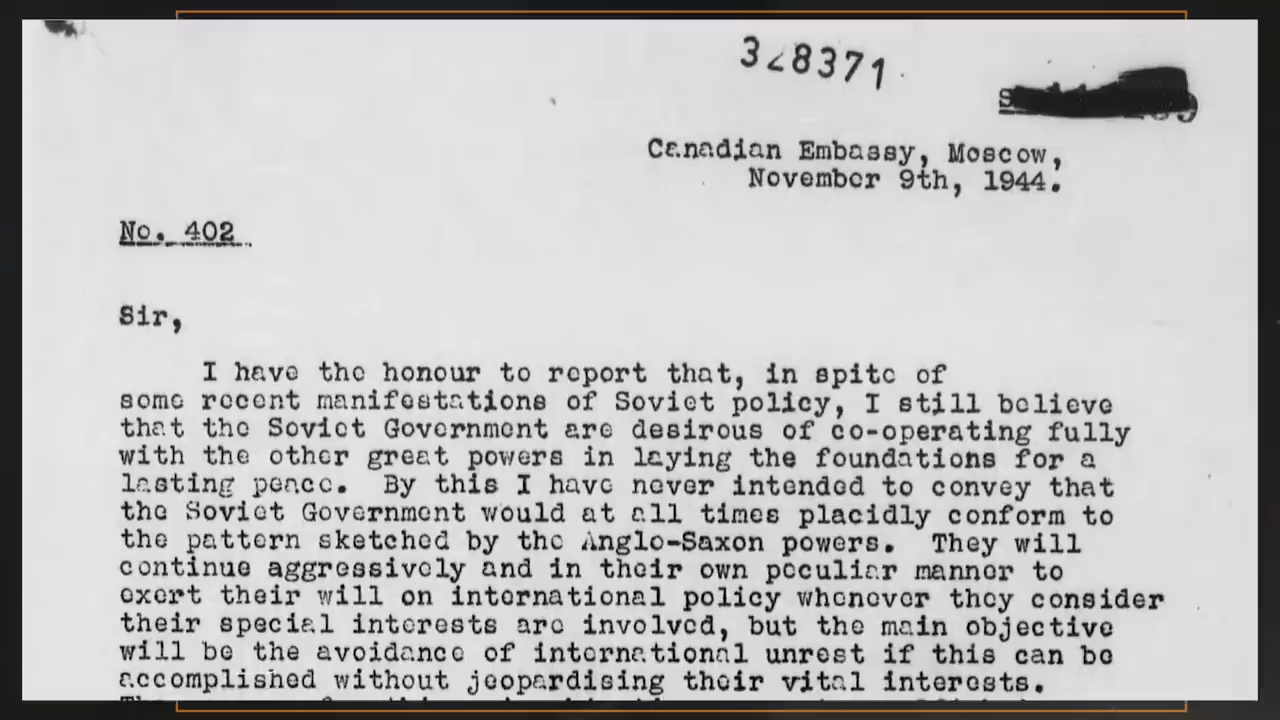 328371
Canadian Embassy, Moscow,
November 9th, 1944.
No. 402
Sir,
I have the honour to report that, in spite of
some recent manifestations of Soviet policy, I still believe
that the Soviet Government are desirous of co-operating fully
with the other great powers in laying the foundations for a
lasting peace. By this I have never intended to convey that
the Soviet Government would at all times placidly conform to
the pattern sketched by the Anglo-Saxon powers. They will
continue aggressively and in their own peculiar manner to
exert their will on international policy whenever they consider
their special interests are involved, but the main objective
will be the avoidance of international unrest if this can be
accomplished without jeopardising their vital interests.